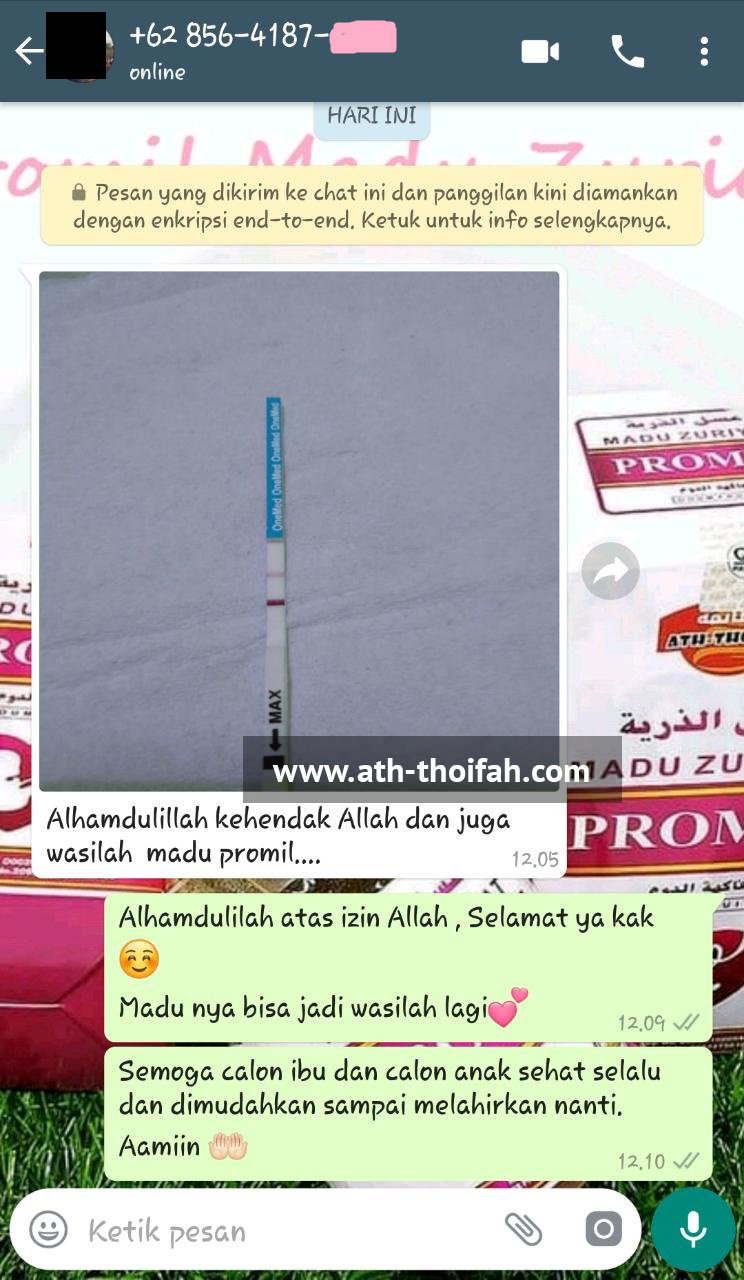 +62 856-4187-
online
HARI INI
Pesan yang dikirim ke chat ini dan panggilan kini diamankan
dengan enkripsi end-to-end. Ketuk untuk info selengkapnya.
OneMed OneMed OneMed OneMed
MAX
www.ath-thoifah.com
Alhamdulillah kehendak Allah dan juga
wasilah madu promil....
12.05
عسل الذرية
MADU ZURIY
PROM
ATH-THO
الذرية
MADU ZU
PROM
Alhamdulilah atas izin Allah , Selamat ya kak
☺️
Madu nya bisa jadi wasilah lagi💕
12.09
Semoga calon ibu dan calon anak sehat selalu
dan dimudahkan sampai melahirkan nanti.
Aamiin 🤲🏻
12.10
Ketik pesan